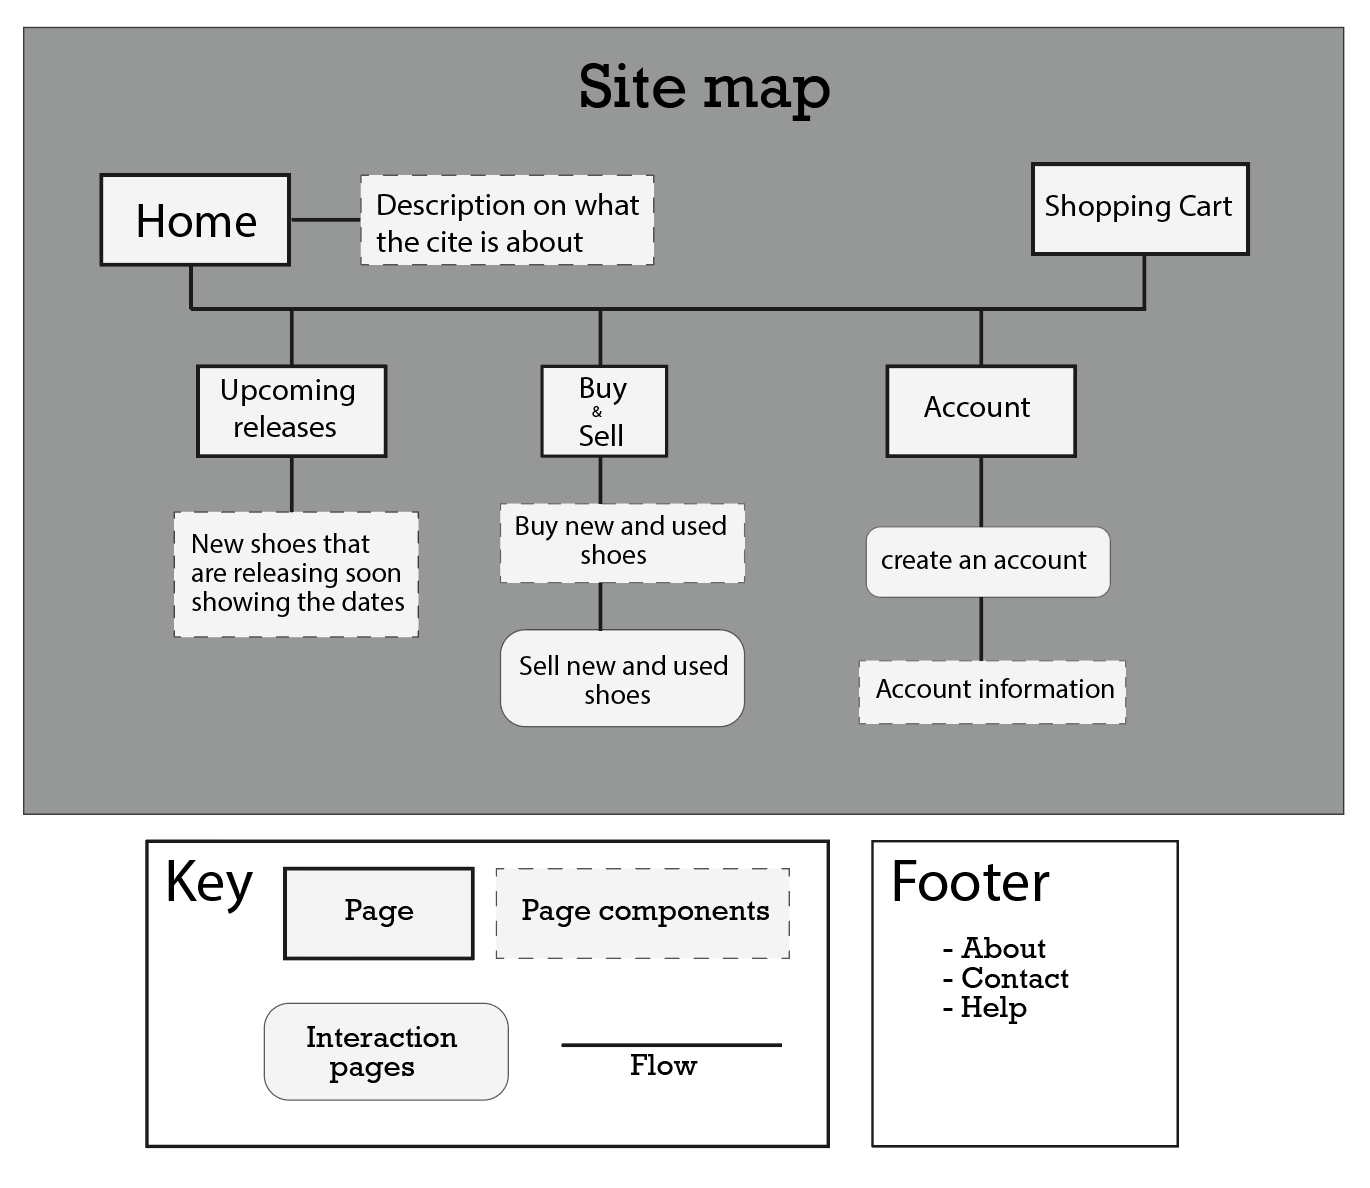 Site map
Home
Description on what
the cite is about
Shopping Cart
Upcoming
releases
Buy
&
Sell
Account
New shoes that
are releasing soon
showing the dates
Buy new and used
shoes
Sell new and used
shoes
create an account
Account information
Key
Page
Page components
Interaction
pages
Flow
Footer
- About
- Contact
- Help